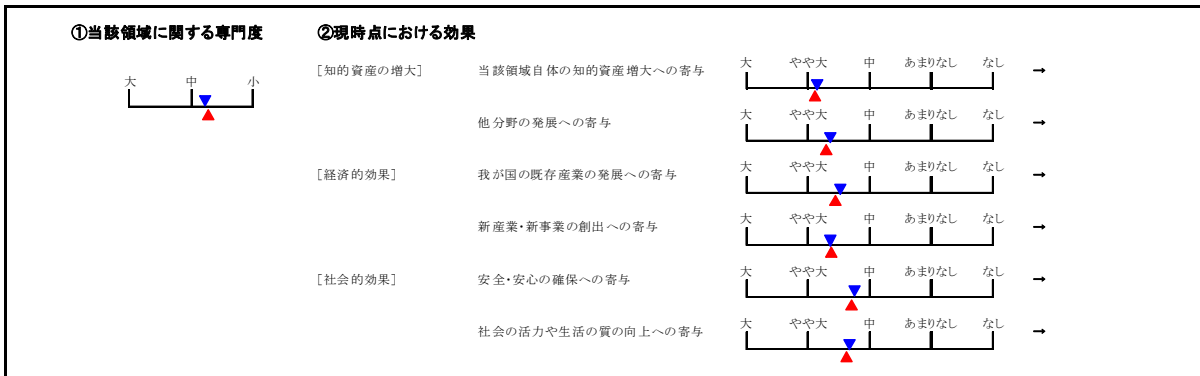 ①当該領域に関する専門度
②現時点における効果
大 中 小
[知的資産の増大] 当該領域自体の知的資産増大への寄与 大 やや大 中 あまりなし なし →
他分野の発展への寄与 大 やや大 中 あまりなし なし →
[経済的効果] 我が国の既存産業の発展への寄与 大 やや大 中 あまりなし なし →
新産業・新事業の創出への寄与 大 やや大 中 あまりなし なし →
[社会的効果] 安全・安心の確保への寄与 大 やや大 中 あまりなし なし →
社会の活力や生活の質の向上への寄与 大 やや大 中 あまりなし なし →